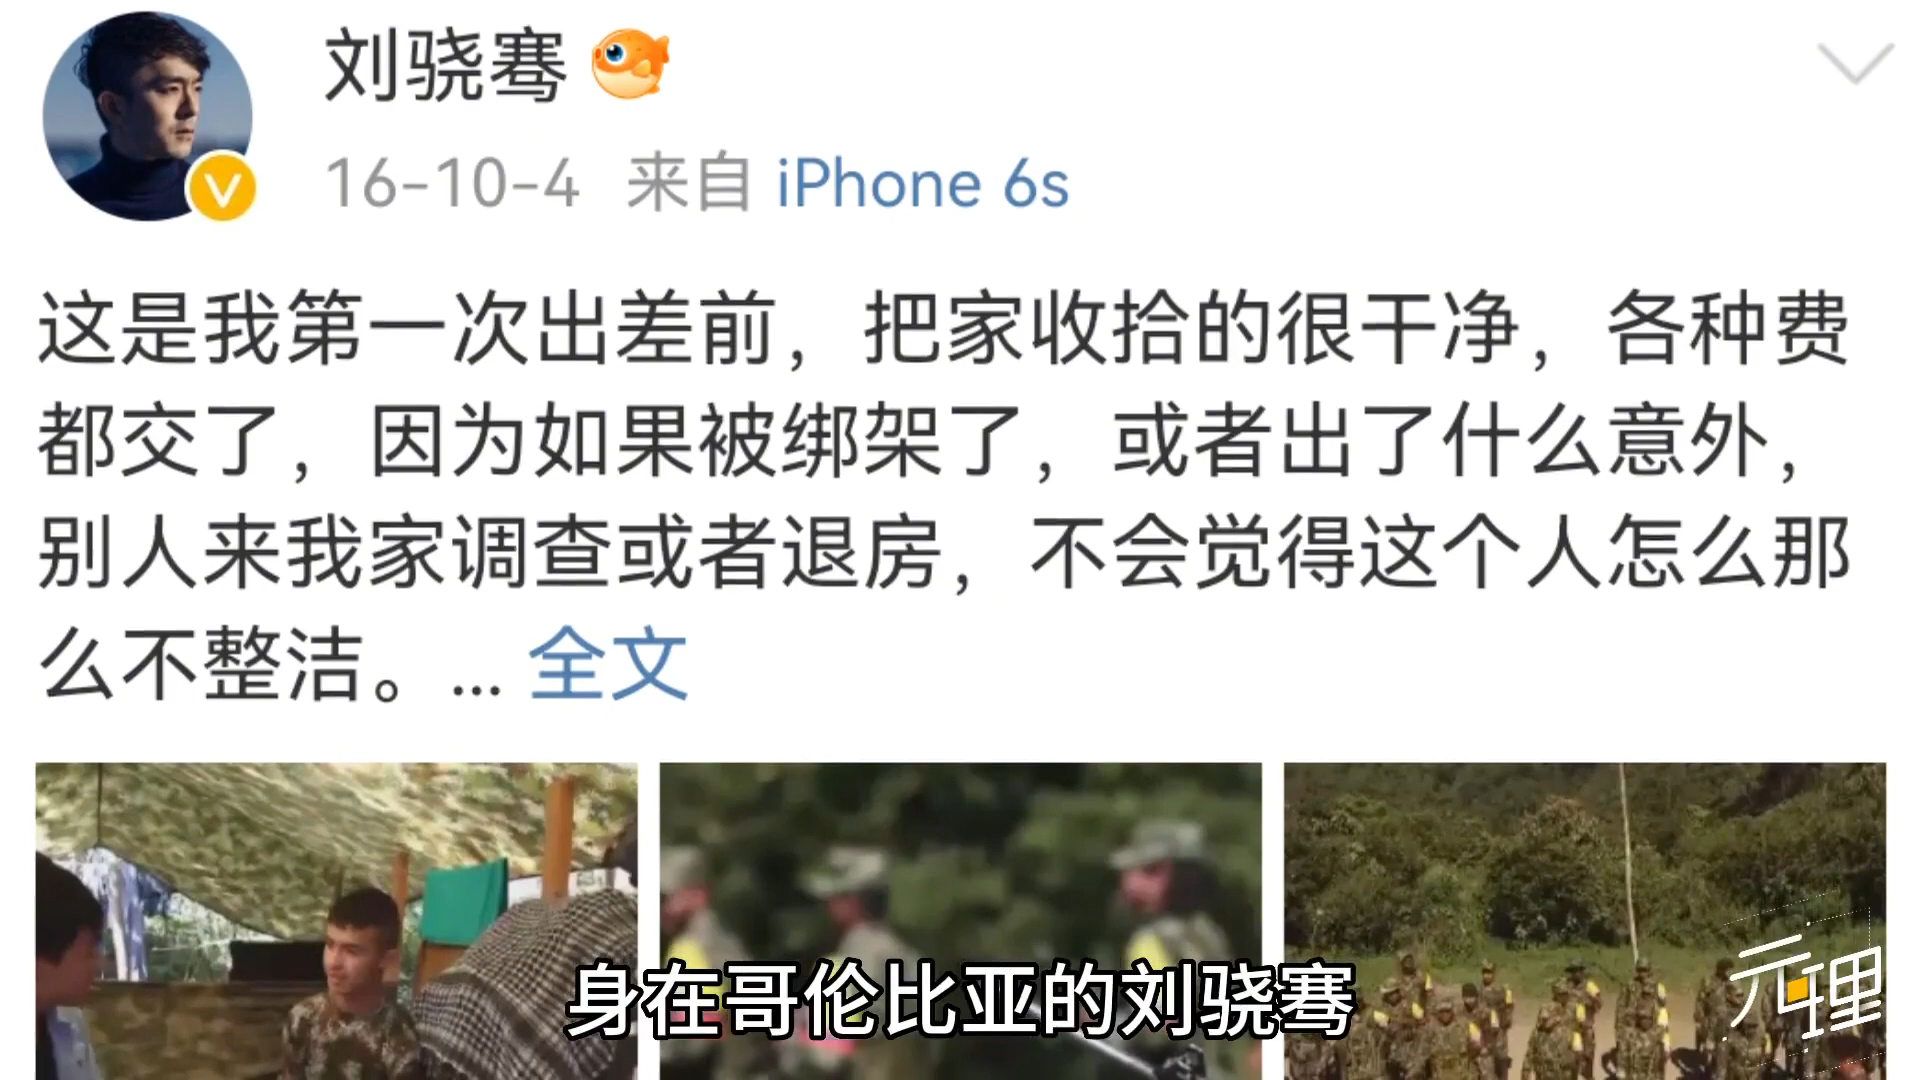 刘骁骞
16-10-4 来自 iPhone 6s
这是我第一次出差前，把家收拾的很干净，各种费
都交了，因为如果被绑架了，或者出了什么意外，
别人来我家调查或者退房，不会觉得这个人怎么那
么不整洁。... 全文
身在哥伦比亚的刘骁骞
元理